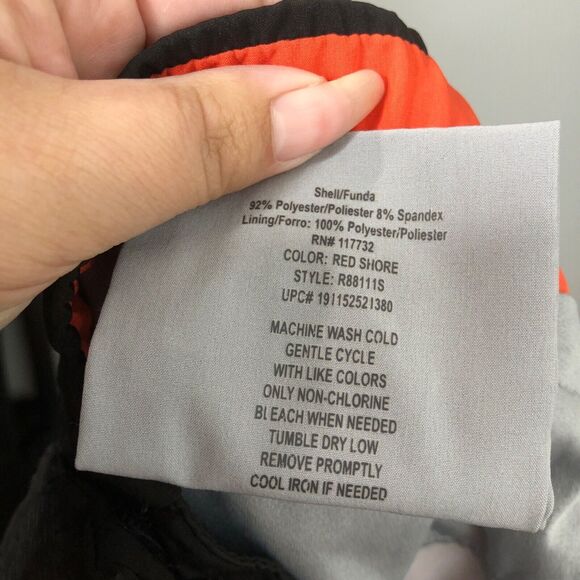 Shell/Funda
92% Polyester/Poliester 8% Spandex
Lining/Forro: 100% Polyester/Poliester
RN# 117732
COLOR: RED SHORE
STYLE: R88111S
UPC# 191152521380
MACHINE WASH COLD
GENTLE CYCLE
WITH LIKE COLORS
ONLY NON-CHLORINE
BLEACH WHEN NEEDED
TUMBLE DRY LOW
REMOVE PROMPTLY
COOL IRON IF NEEDED